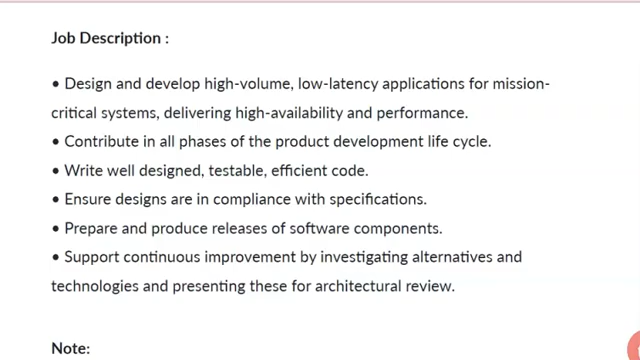 Job Description :
• Design and develop high-volume, low-latency applications for mission-
critical systems, delivering high-availability and performance.
• Contribute in all phases of the product development life cycle.
• Write well designed, testable, efficient code.
• Ensure designs are in compliance with specifications.
• Prepare and produce releases of software components.
• Support continuous improvement by investigating alternatives and
technologies and presenting these for architectural review.
Note: